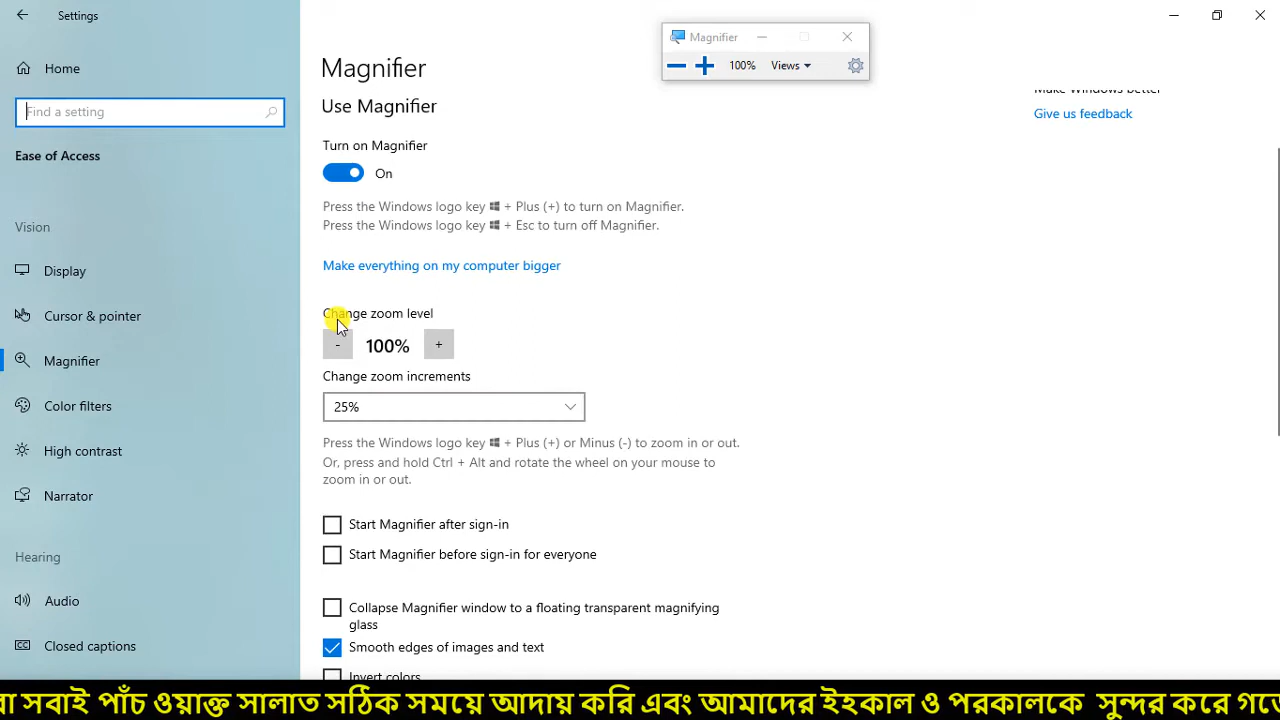 Settings
Magnifier
100%
Views
Home
Find a setting
Ease of Access
Vision
Display
Cursor & pointer
Magnifier
Color filters
High contrast
Narrator
Hearing
Audio
Closed captions
Magnifier
Use Magnifier
Turn on Magnifier
On
Press the Windows logo key + Plus (+) to turn on Magnifier.
Press the Windows logo key + Esc to turn off Magnifier.
Make everything on my computer bigger
Change zoom level
- 100% +
Change zoom increments
25%
Press the Windows logo key + Plus (+) or Minus (-) to zoom in or out.
Or, press and hold Ctrl + Alt and rotate the wheel on your mouse to
zoom in or out.
Start Magnifier after sign-in
Start Magnifier before sign-in for everyone
Collapse Magnifier window to a floating transparent magnifying
glass
Smooth edges of images and text
Invert colors
Make Windows better
Give us feedback
সবাই পাঁচ ওয়াক্ত সালাত সঠিক সময়ে আদায় করি এবং আমাদের ইহকাল ও পরকালকে সুন্দর করে